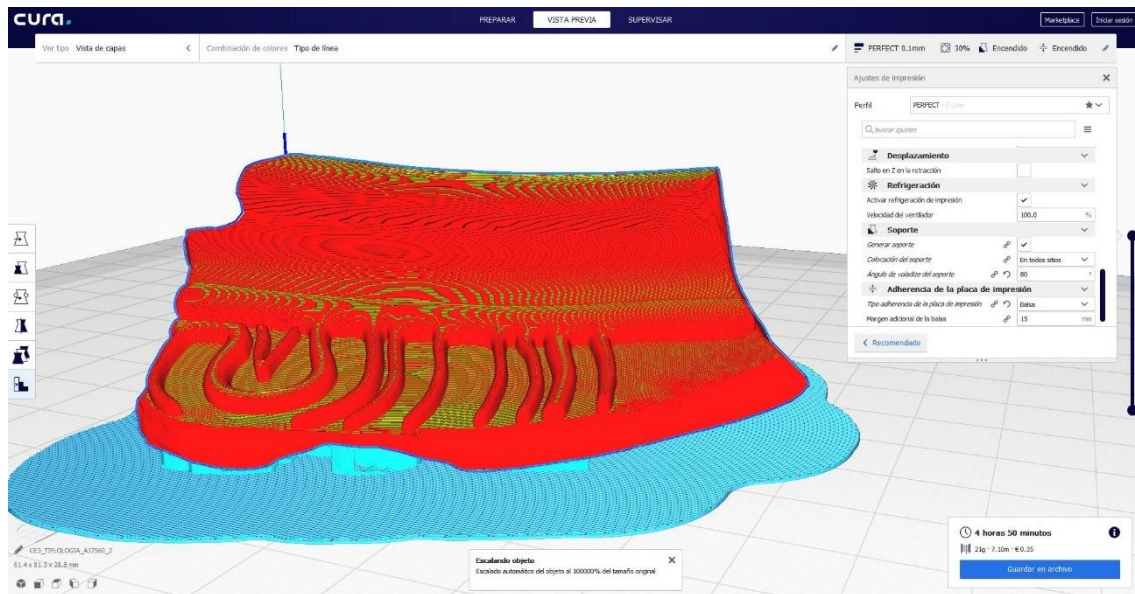 cura.
PREPARAR VISTA PREVIA SUPERVISAR
Marketplace Iniciar sesión
Ver tipo Vista de capas
Combinación de colores Tipo de línea
PERFECT 0.1mm 30% Encendido Encendido
Ajustes de impresión
Perfil PERFECT - 0.1mm
buscar ajustes
Desplazamiento
Salto en Z en la retracción
Refrigeración
Activar refrigeración de impresión
Velocidad del ventilador 100.0 %
Soporte
Generar soporte
Colocación del soporte En todos sitios
Ángulo de voladizo del soporte 80 °
Adherencia de la placa de impresión
Tipo adherencia de la placa de impresión Balsa
Margen adicional de la balsa 15 mm
Recomendado
CE3_TIFLOLOGIA_A17560_2
61.4 x 81.3 x 28.8 mm
Escalando objeto
Escalado automático del objeto al 100000% del tamaño original
4 horas 50 minutos
21g · 7.10m · € 0.35
Guardar en archivo